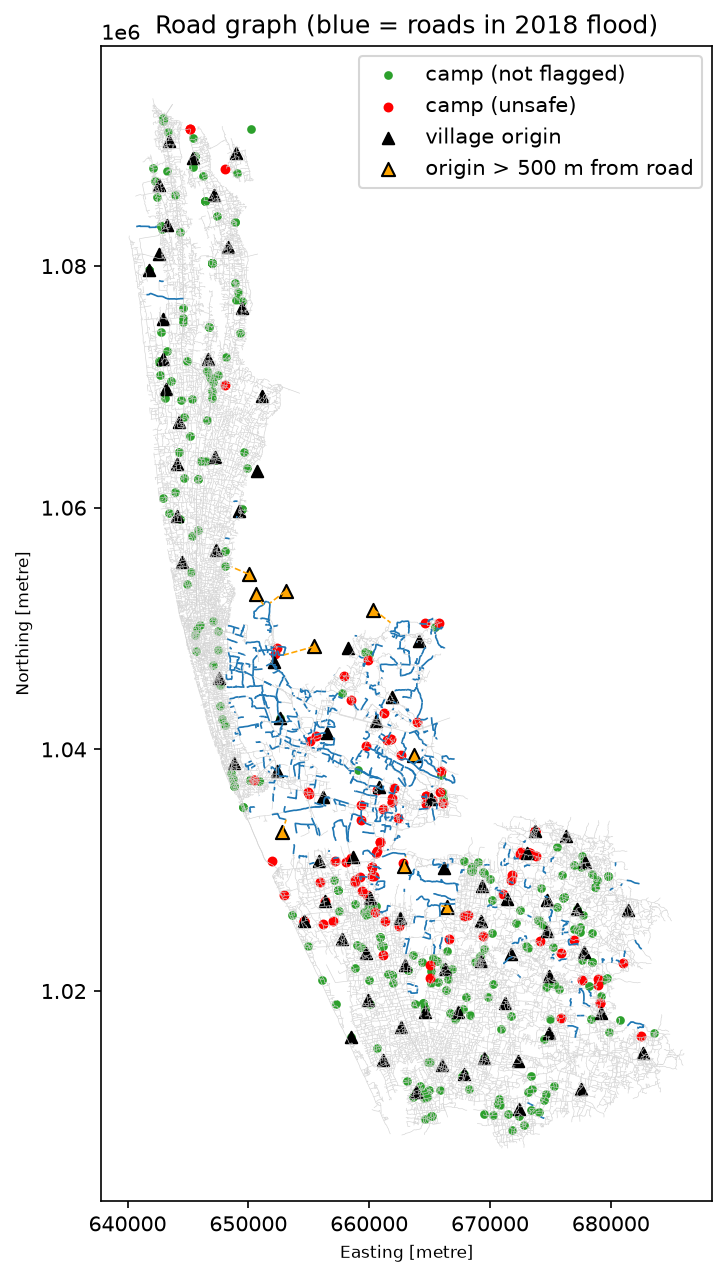 Road graph (blue = roads in 2018 flood)
1e6
camp (not flagged)
camp (unsafe)
village origin
origin > 500 m from road
1.08
1.06
1.04
1.02
Northing [metre]
640000 650000 660000 670000 680000
Easting [metre]